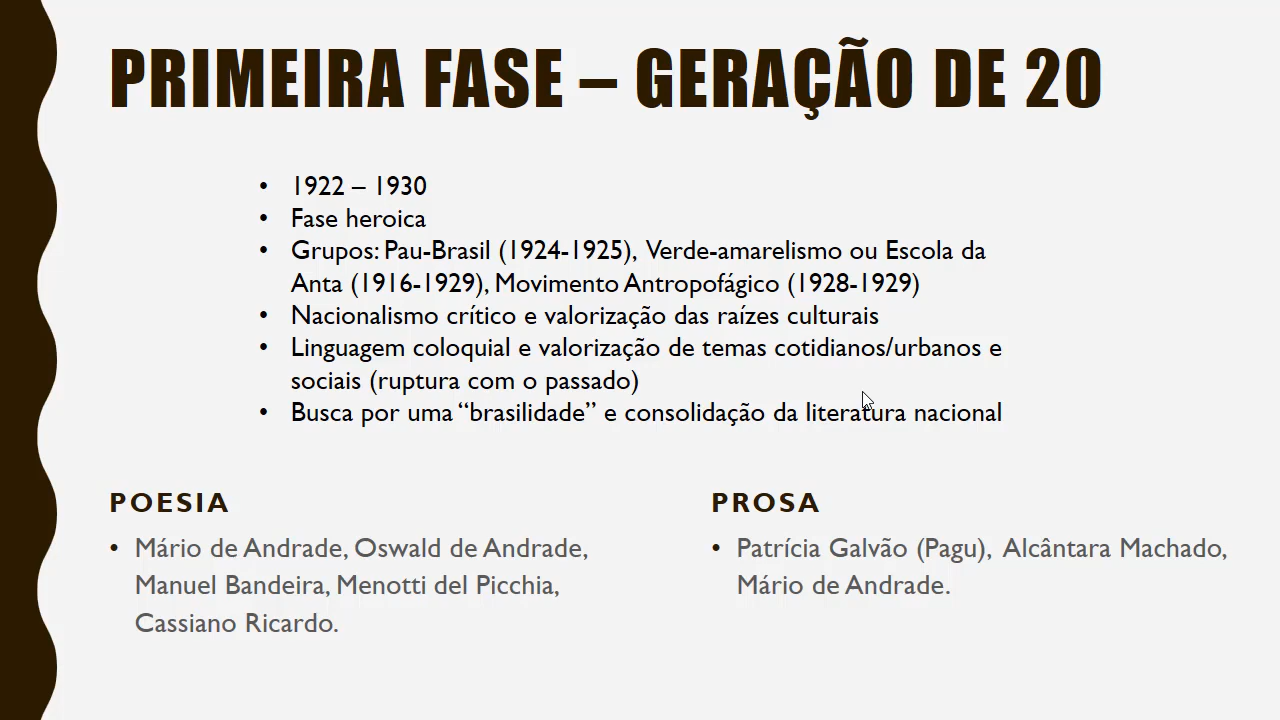 PRIMEIRA FASE – GERAÇÃO DE 20
• 1922 – 1930
• Fase heroica
• Grupos: Pau-Brasil (1924-1925), Verde-amarelismo ou Escola da
Anta (1916-1929), Movimento Antropofágico (1928-1929)
• Nacionalismo crítico e valorização das raízes culturais
• Linguagem coloquial e valorização de temas cotidianos/urbanos e
sociais (ruptura com o passado)
• Busca por uma “brasilidade” e consolidação da literatura nacional
POESIA
• Mário de Andrade, Oswald de Andrade,
Manuel Bandeira, Menotti del Picchia,
Cassiano Ricardo.
PROSA
• Patrícia Galvão (Pagu), Alcântara Machado,
Mário de Andrade.